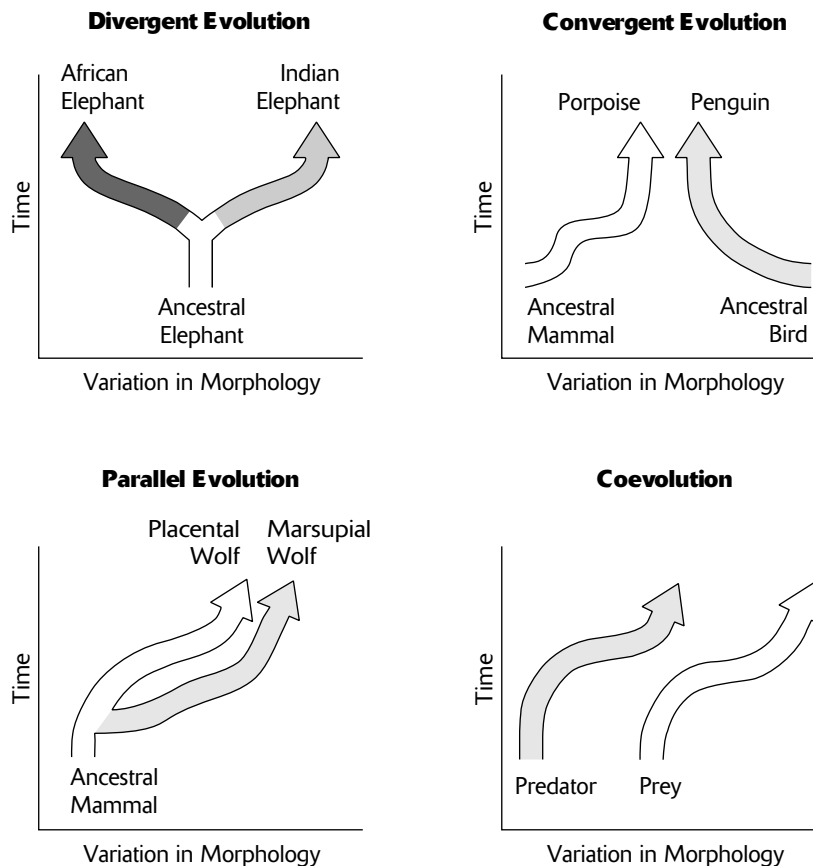 Divergent Evolution
African
Elephant
Indian
Elephant
Time
Ancestral
Elephant
Variation in Morphology
Convergent Evolution
Porpoise
Penguin
Time
Ancestral
Mammal
Ancestral
Bird
Variation in Morphology
Parallel Evolution
Placental
Wolf
Marsupial
Wolf
Time
Ancestral
Mammal
Variation in Morphology
Coevolution
Time
Predator
Prey
Variation in Morphology